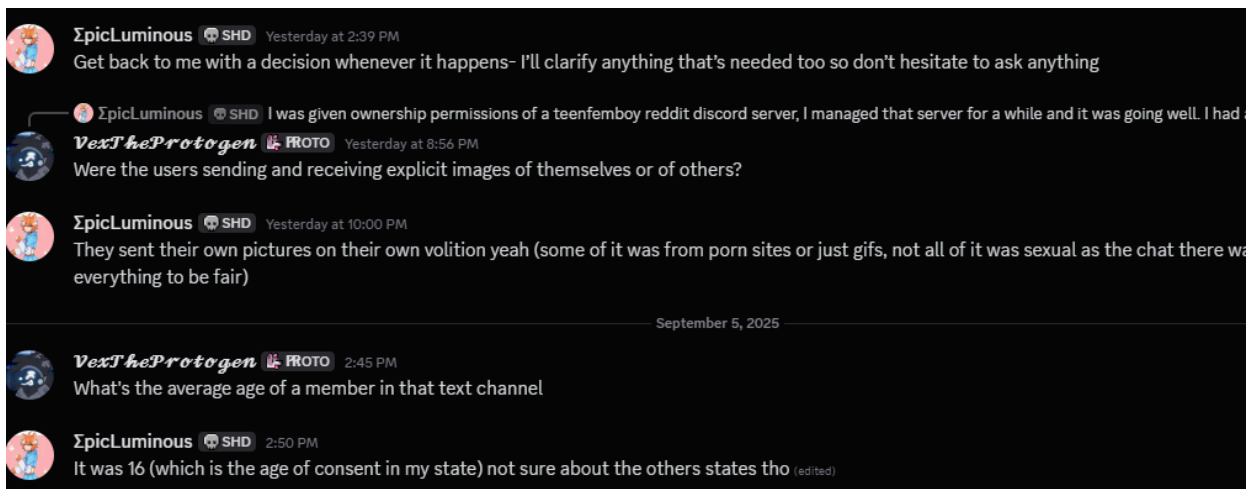 ΣpicLuminous SHD Yesterday at 2:39 PM
Get back to me with a decision whenever it happens- I'll clarify anything that's needed too so don't hesitate to ask anything
ΣpicLuminous SHD I was given ownership permissions of a teenfemboy reddit discord server, I managed that server for a while and it was going well. I had
𝓥𝓮𝔁𝓣𝓱𝓮𝓟𝓻𝓸𝓽𝓸𝓰𝓮𝓷 PROTO Yesterday at 8:56 PM
Were the users sending and receiving explicit images of themselves or of others?
ΣpicLuminous SHD Yesterday at 10:00 PM
They sent their own pictures on their own volition yeah (some of it was from porn sites or just gifs, not all of it was sexual as the chat there
everything to be fair)
September 5, 2025
𝓥𝓮𝔁𝓣𝓱𝓮𝓟𝓻𝓸𝓽𝓸𝓰𝓮𝓷 PROTO 2:45 PM
What's the average age of a member in that text channel
ΣpicLuminous SHD 2:50 PM
It was 16 (which is the age of consent in my state) not sure about the others states tho (edited)